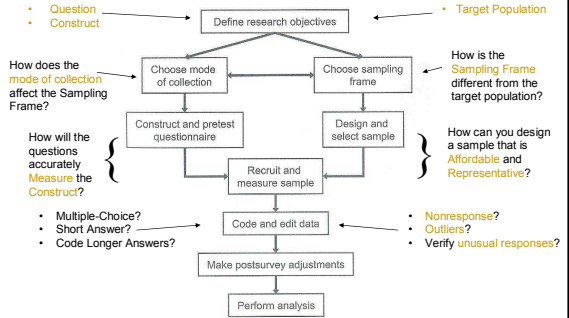 • Question
• Construct
Define research objectives
• Target Population
How does the
mode of collection
affect the Sampling
Frame?
Choose mode
of collection
Choose sampling
frame
How is the
Sampling Frame
different from the
target population?
How will the
questions
accurately
Measure the
Construct?
Construct and pretest
questionnaire
Design and
select sample
How can you design
a sample that is
Affordable and
Representative?
Recruit and
measure sample
• Multiple-Choice?
• Short Answer?
• Code Longer Answers?
Code and edit data
• Nonresponse?
• Outliers?
• Verify unusual responses?
Make postsurvey adjustments
Perform analysis